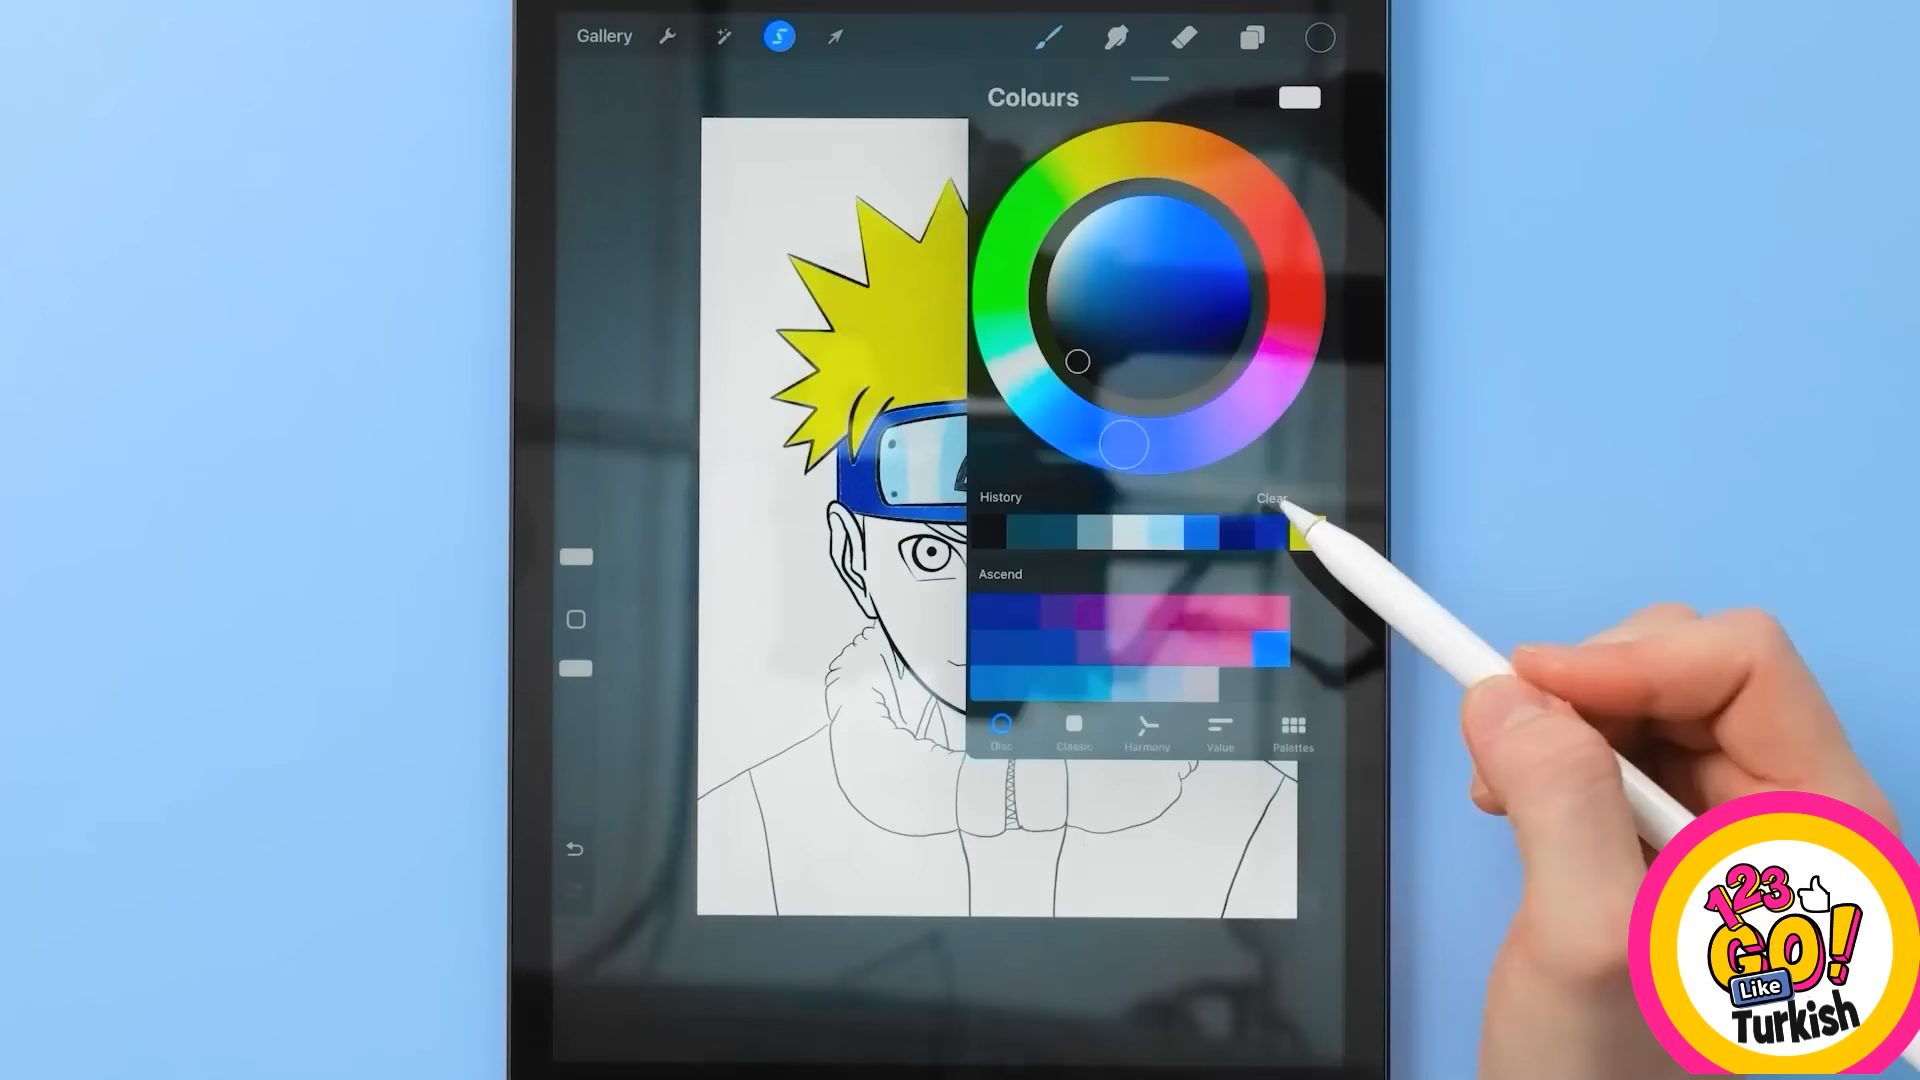 Gallery
Colours
History
Clear
Ascend
Disc
Classic
Harmony
Value
Palettes
123
GO!
Like
Turkish